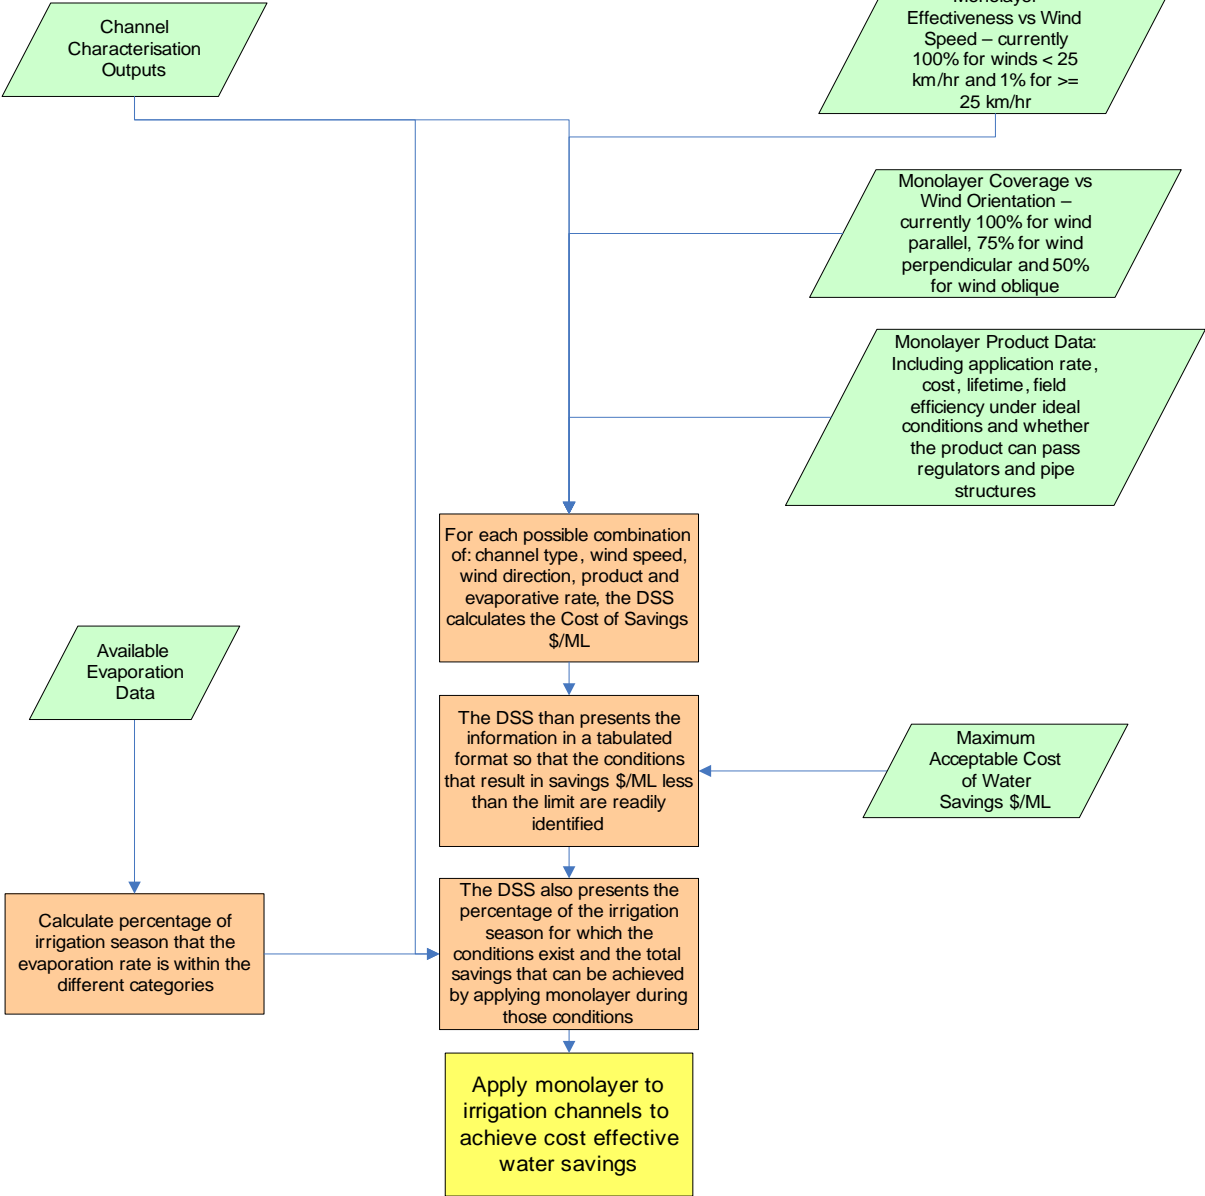 Channel
Characterisation
Outputs
Monolayer
Effectiveness vs Wind
Speed – currently
100% for winds < 25
km/hr and 1% for >=
25 km/hr
Monolayer Coverage vs
Wind Orientation –
currently 100% for wind
parallel, 75% for wind
perpendicular and 50%
for wind oblique
Monolayer Product Data:
Including application rate,
cost, lifetime, field
efficiency under ideal
conditions and whether
the product can pass
regulators and pipe
structures
For each possible combination
of: channel type, wind speed,
wind direction, product and
evaporative rate, the DSS
calculates the Cost of Savings
$/ML
Available
Evaporation
Data
The DSS than presents the
information in a tabulated
format so that the conditions
that result in savings $/ML less
than the limit are readily
identified
Maximum
Acceptable Cost
of Water
Savings $/ML
Calculate percentage of
irrigation season that the
evaporation rate is within the
different categories
The DSS also presents the
percentage of the irrigation
season for which the
conditions exist and the total
savings that can be achieved
by applying monolayer during
those conditions
Apply monolayer to
irrigation channels to
achieve cost effective
water savings